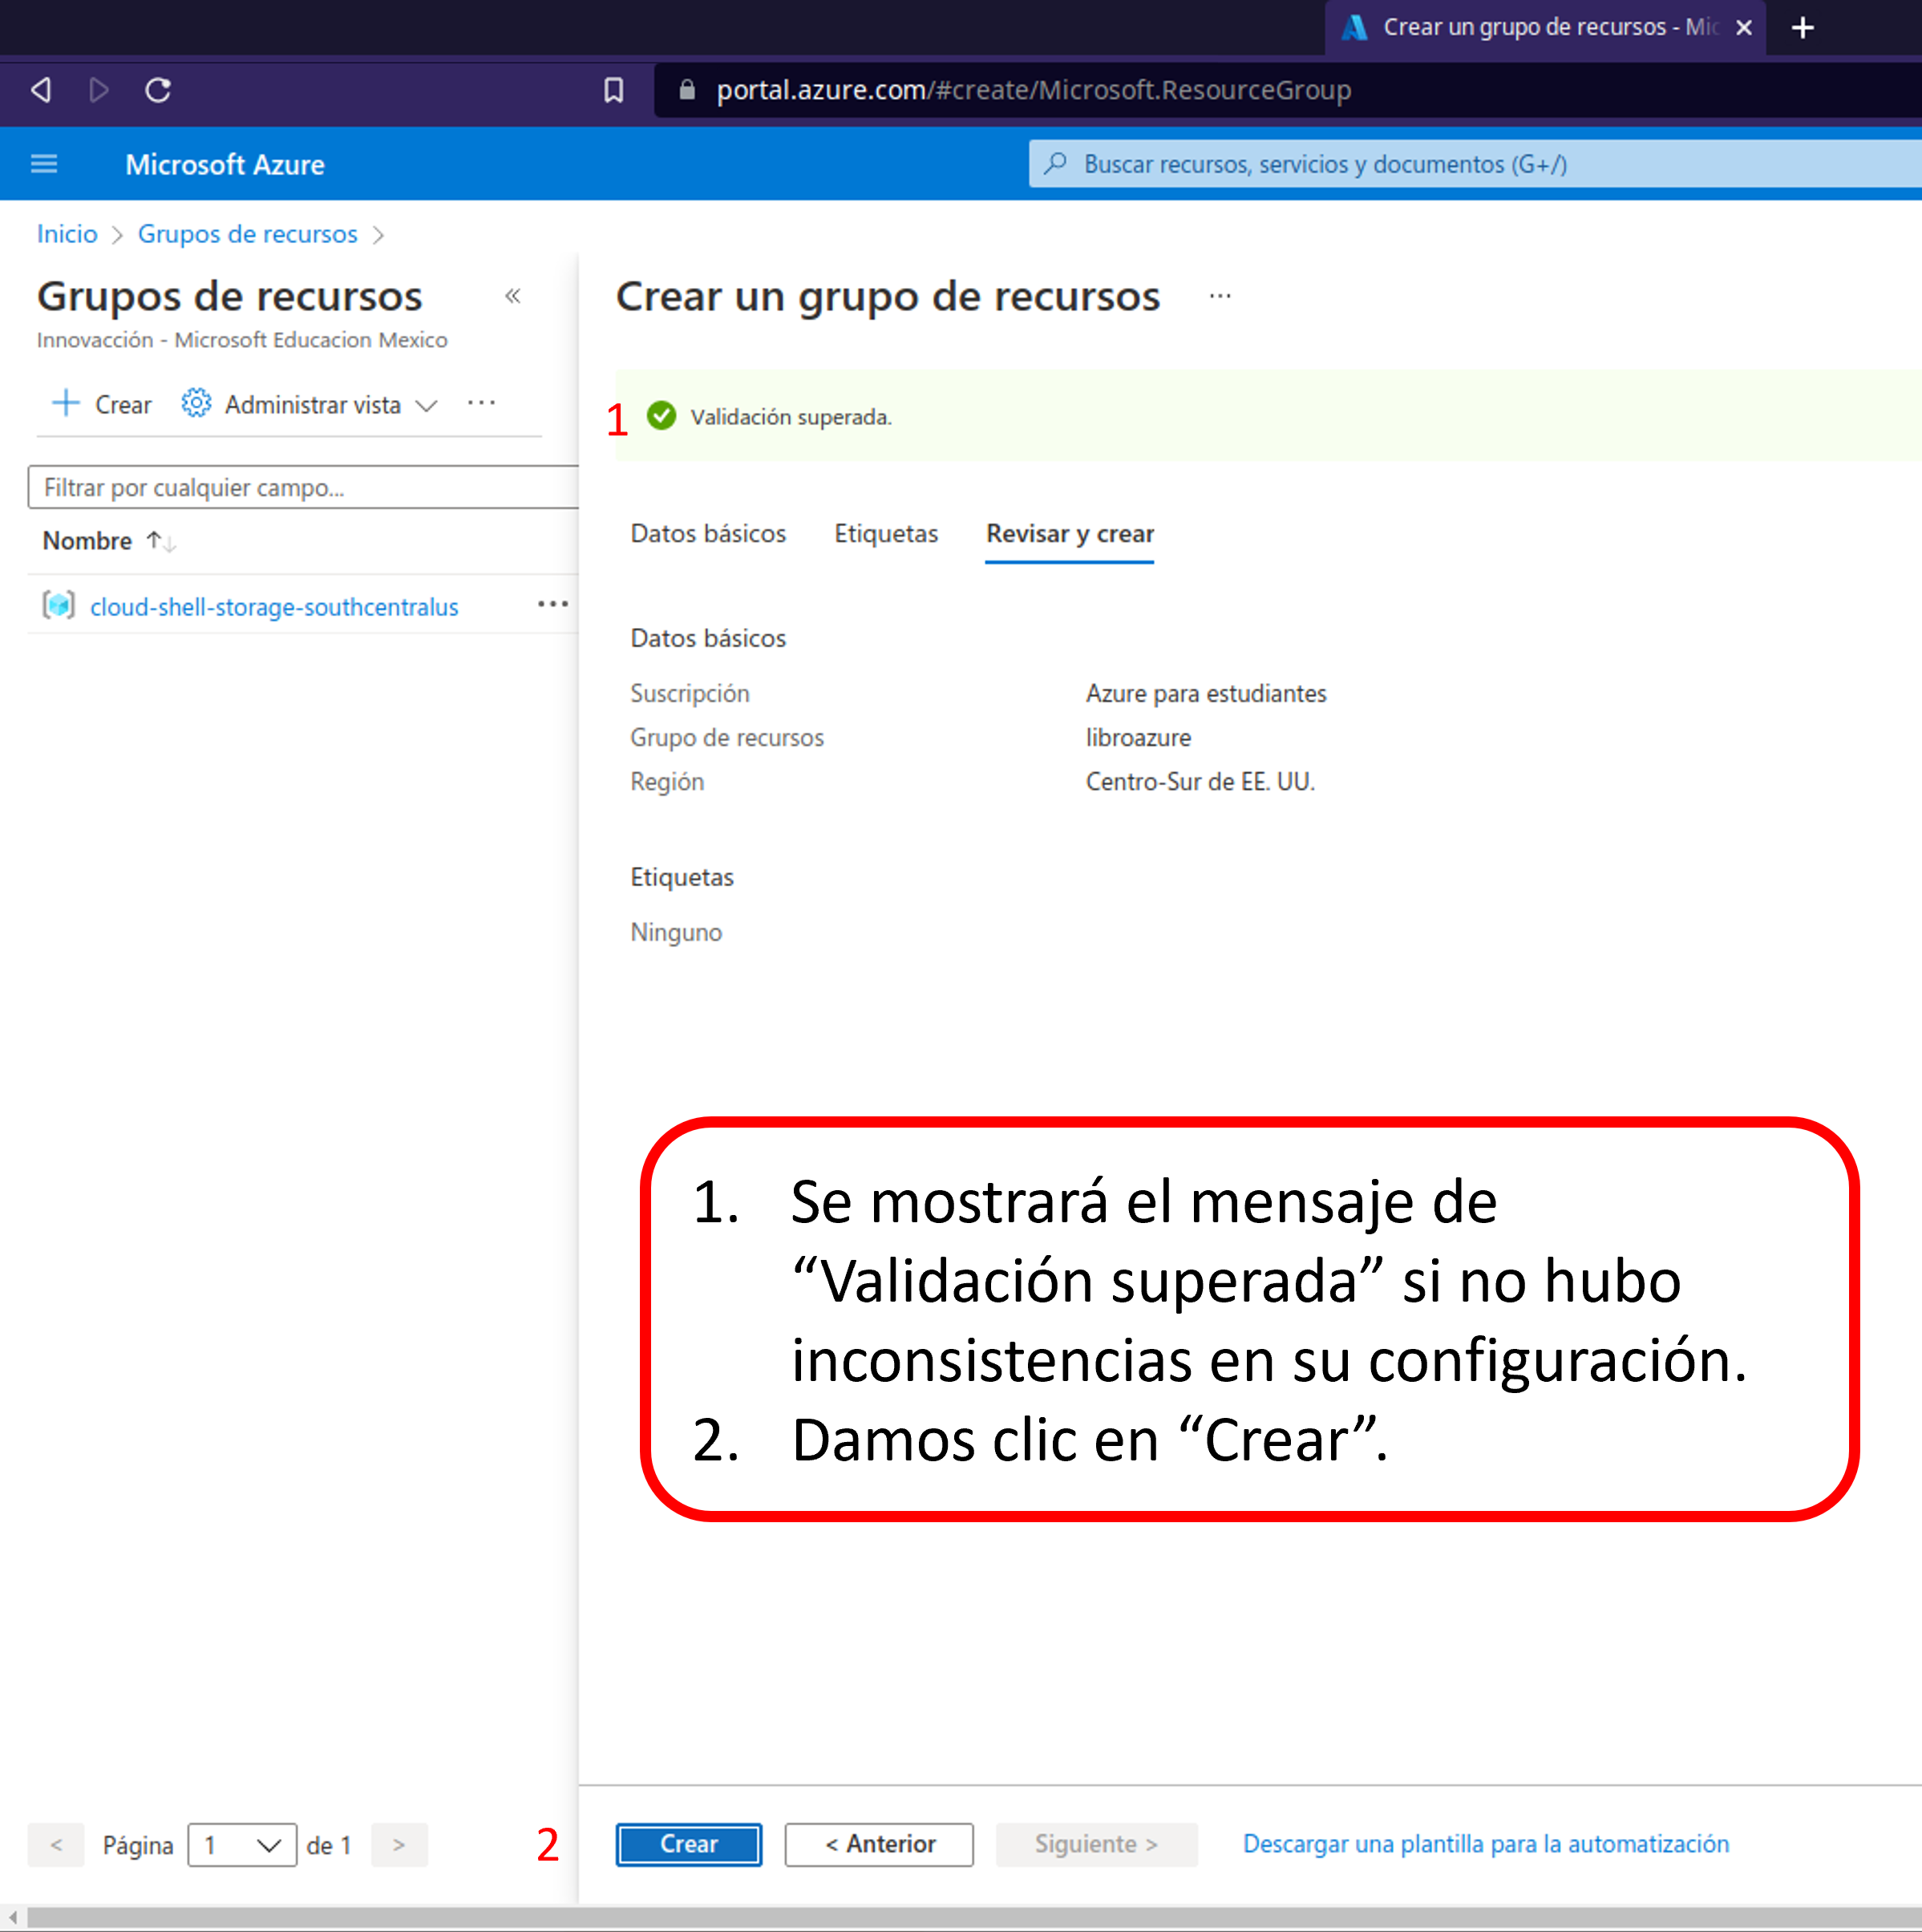 Crear un grupo de recursos - Mic
portal.azure.com/#create/Microsoft.ResourceGroup
Microsoft Azure
Buscar recursos, servicios y documentos (G+/)
Inicio > Grupos de recursos >
Grupos de recursos «
Innovacción - Microsoft Educacion Mexico
+ Crear Administrar vista ...
Filtrar por cualquier campo...
Nombre ↑↓
cloud-shell-storage-southcentralus ...
Crear un grupo de recursos ...
1 Validación superada.
Datos básicos Etiquetas Revisar y crear
Datos básicos
Suscripción Azure para estudiantes
Grupo de recursos libroazure
Región Centro-Sur de EE. UU.
Etiquetas
Ninguno
1. Se mostrará el mensaje de
“Validación superada” si no hubo
inconsistencias en su configuración.
2. Damos clic en “Crear”.
< Página 1 de 1 >
2 Crear < Anterior Siguiente > Descargar una plantilla para la automatización